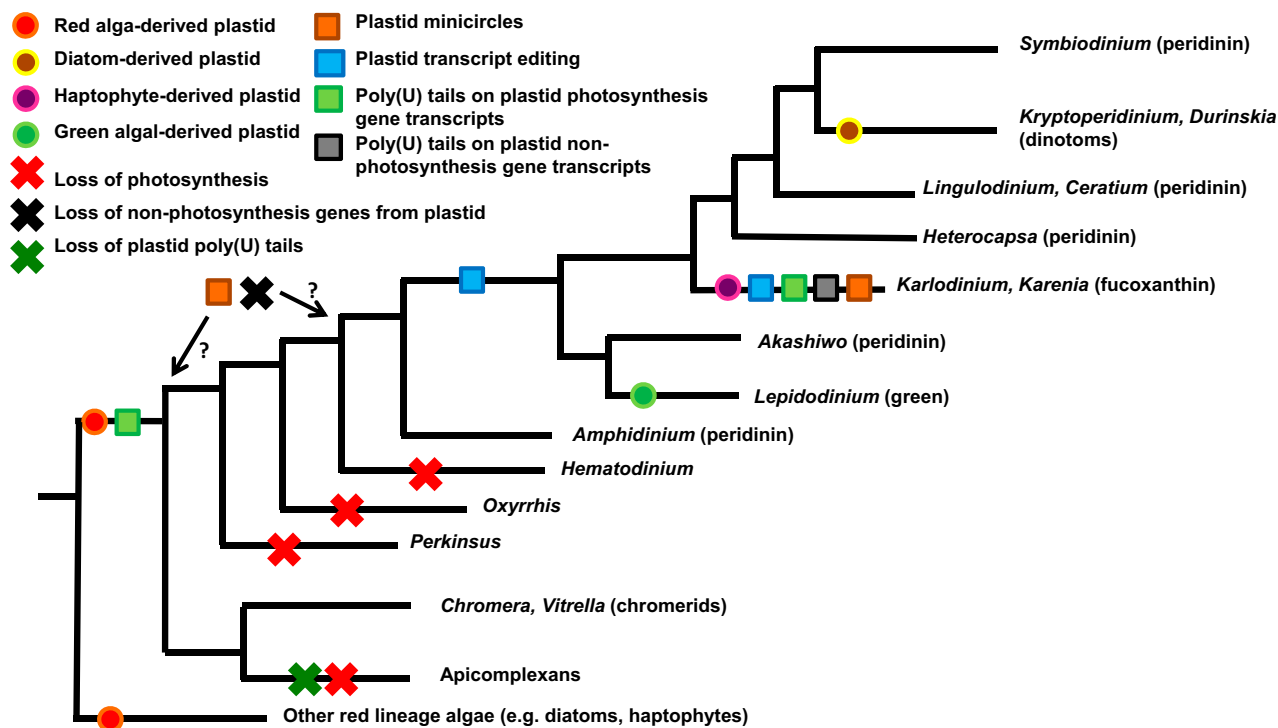 Red alga-derived plastid
Diatom-derived plastid
Haptophyte-derived plastid
Green algal-derived plastid
Loss of photosynthesis
Loss of non-photosynthesis genes from plastid
Loss of plastid poly(U) tails
Plastid minicircles
Plastid transcript editing
Poly(U) tails on plastid photosynthesis
gene transcripts
Poly(U) tails on plastid non-
photosynthesis gene transcripts
?
?
Symbiodinium (peridinin)
Kryptoperidinium, Durinskia
(dinotoms)
Lingulodinium, Ceratium (peridinin)
Heterocapsa (peridinin)
Karlodinium, Karenia (fucoxanthin)
Akashiwo (peridinin)
Lepidodinium (green)
Amphidinium (peridinin)
Hematodinium
Oxyrrhis
Perkinsus
Chromera, Vitrella (chromerids)
Apicomplexans
Other red lineage algae (e.g. diatoms, haptophytes)